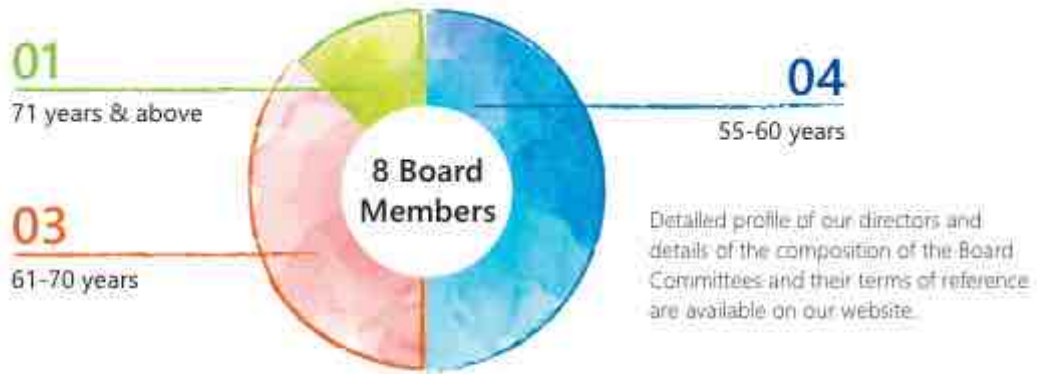 01
71 years & above
03
61-70 years
8 Board
Members
04
55-60 years
Detailed profile of our directors and
details of the composition of the Board
Committees and their terms of reference
are available on our website.